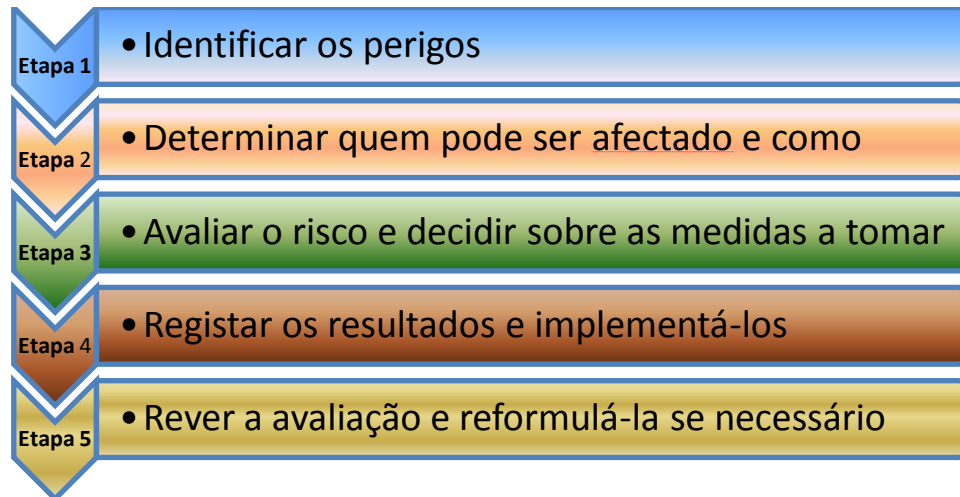 Etapa 1
• Identificar os perigos
Etapa 2
• Determinar quem pode ser afectado e como
Etapa 3
• Avaliar o risco e decidir sobre as medidas a tomar
Etapa 4
• Registar os resultados e implementá-los
Etapa 5
• Rever a avaliação e reformulá-la se necessário